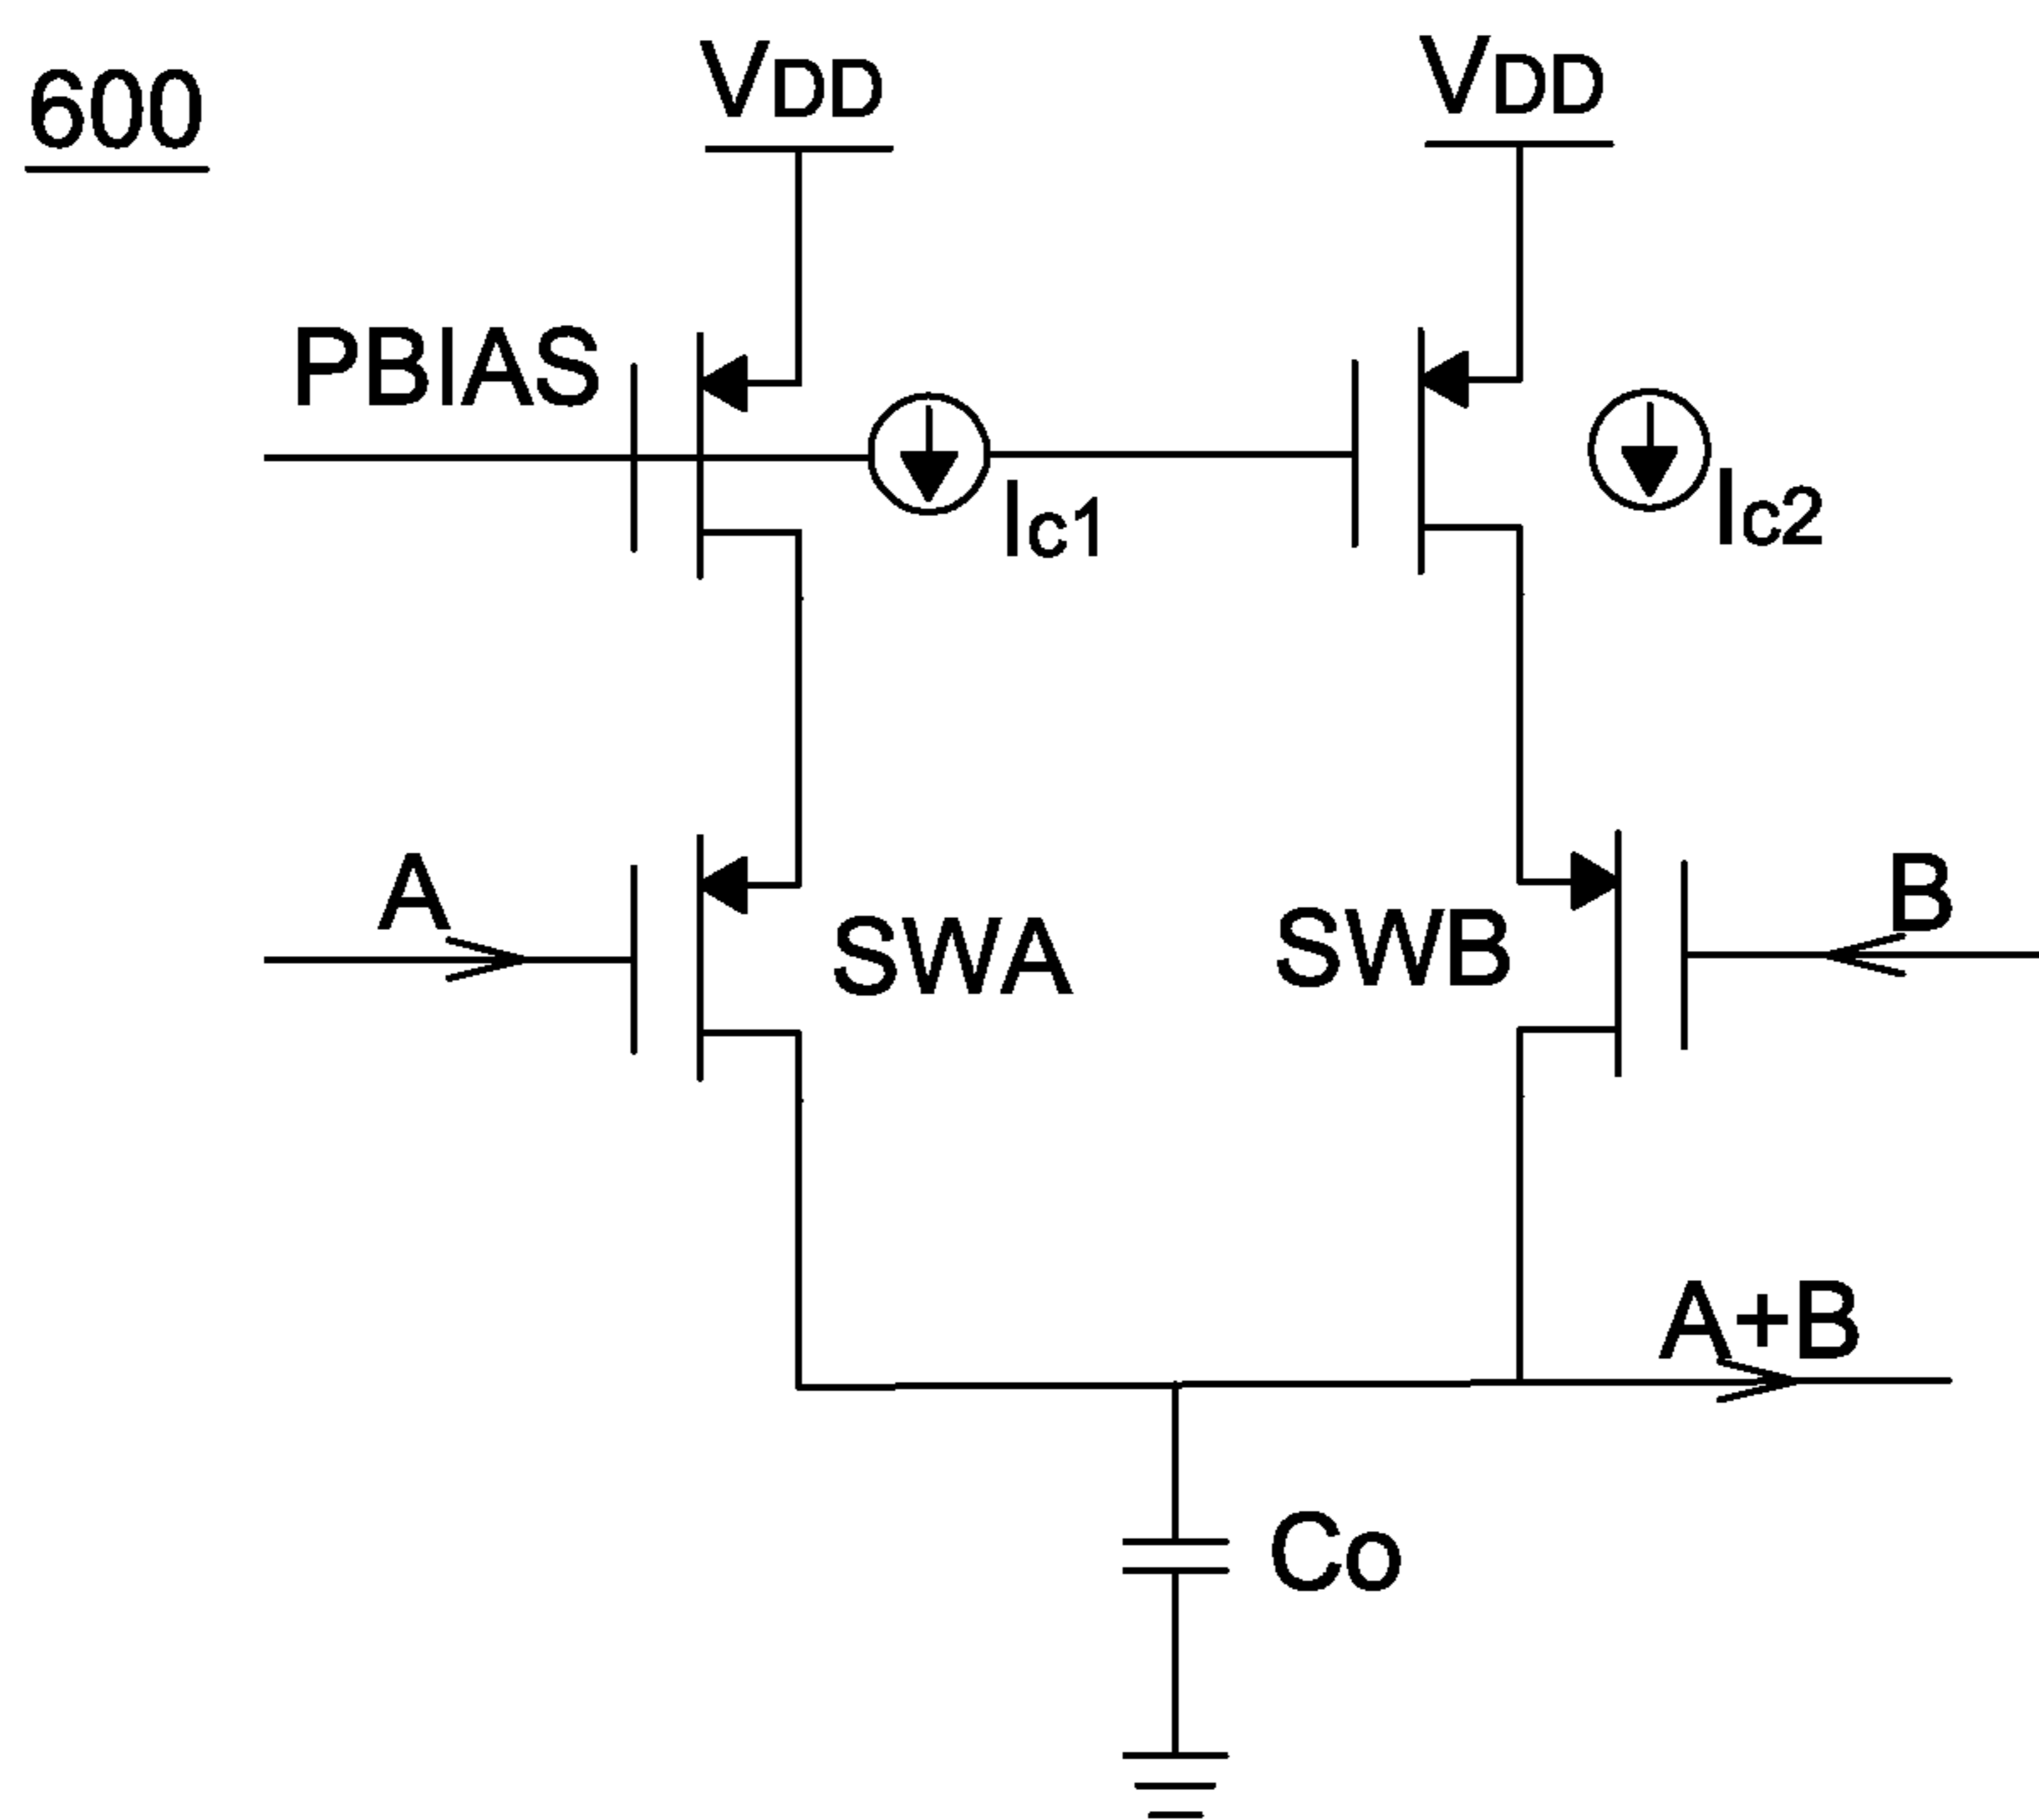 600
VDD
VDD
PBIAS
Ic1
Ic2
A
SWA
SWB
B
A+B
Co